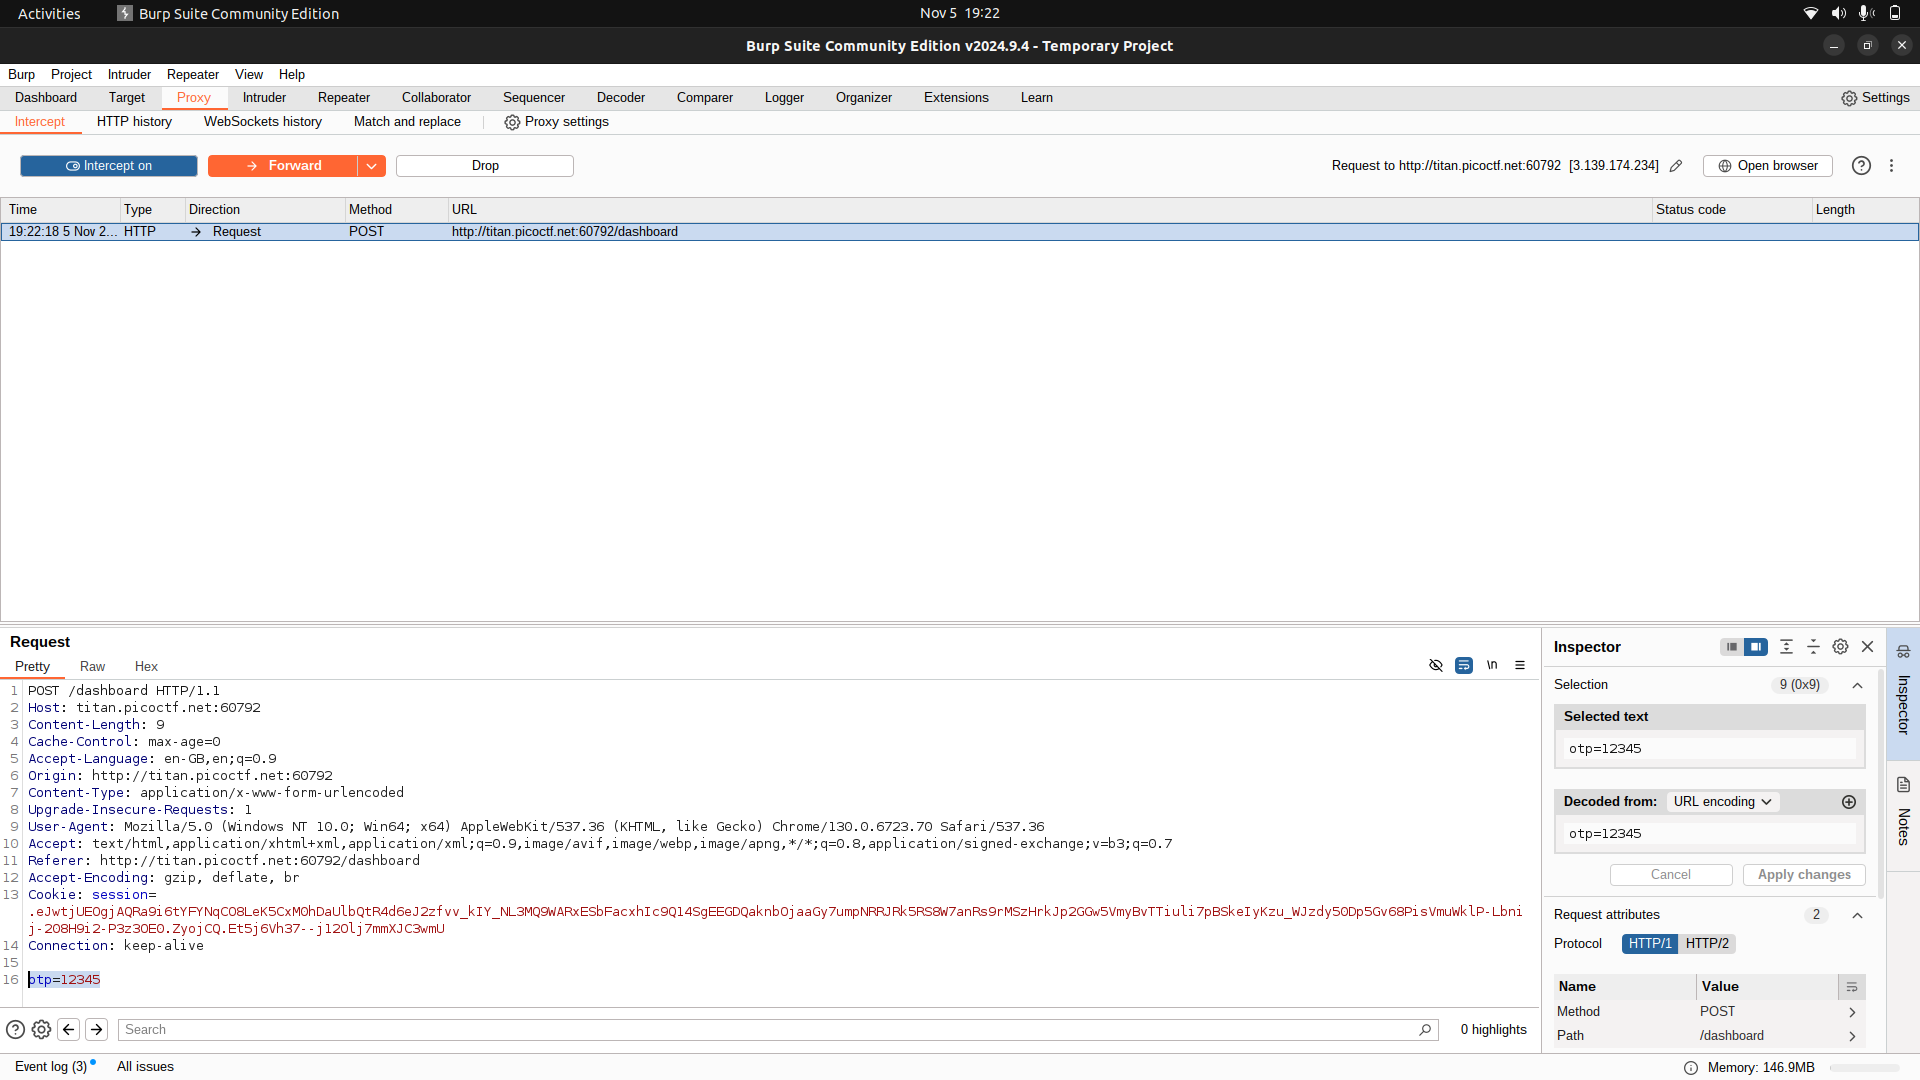 Activities Burp Suite Community Edition Nov 5 19:22
Burp Suite Community Edition v2024.9.4 - Temporary Project
Burp Project Intruder Repeater View Help
Dashboard Target Proxy Intruder Repeater Collaborator Sequencer Decoder Comparer Logger Organizer Extensions Learn Settings
Intercept HTTP history WebSockets history Match and replace Proxy settings
Intercept on Forward Drop Request to http://titan.picoctf.net:60792 [3.139.174.234] Open browser
Time Type Direction Method URL Status code Length
19:22:18 5 Nov 2... HTTP → Request POST http://titan.picoctf.net:60792/dashboard
Request
Pretty Raw Hex \n
1 POST /dashboard HTTP/1.1
2 Host: titan.picoctf.net:60792
3 Content-Length: 9
4 Cache-Control: max-age=0
5 Accept-Language: en-GB,en;q=0.9
6 Origin: http://titan.picoctf.net:60792
7 Content-Type: application/x-www-form-urlencoded
8 Upgrade-Insecure-Requests: 1
9 User-Agent: Mozilla/5.0 (Windows NT 10.0; Win64; x64) AppleWebKit/537.36 (KHTML, like Gecko) Chrome/130.0.6723.70 Safari/537.36
10 Accept: text/html,application/xhtml+xml,application/xml;q=0.9,image/avif,image/webp,image/apng,*/*;q=0.8,application/signed-exchange;v=b3;q=0.7
11 Referer: http://titan.picoctf.net:60792/dashboard
12 Accept-Encoding: gzip, deflate, br
13 Cookie: session=
.eJwtjUEOgjAQRa9i6tYFYNqCO8LeK5CxM0hDaUlbQtR4d6eJ2zfvv_kIY_NL3MQ9WARxESbFacxhIc9Q14SgEEGDQaknbOjaaGy7umpNRRJRk5RS8W7anRs9rMSzHrkJp2GGw5VmyBvTTiuli7pBSkeIyKzu_WJzdy50Dp5Gv68PisVmuWklP-Lbni
j-208H9i2-P3z3OE0.ZyojCQ.Et5j6Vh37--j12Olj7mmXJC3wmU
14 Connection: keep-alive
15
16 otp=12345
Search 0 highlights
Inspector
Selection 9 (0x9)
Selected text
otp=12345
Decoded from: URL encoding
otp=12345
Cancel Apply changes
Request attributes 2
Protocol HTTP/1 HTTP/2
Name Value
Method POST
Path /dashboard
Inspector
Notes
Event log (3) All issues Memory: 146.9MB